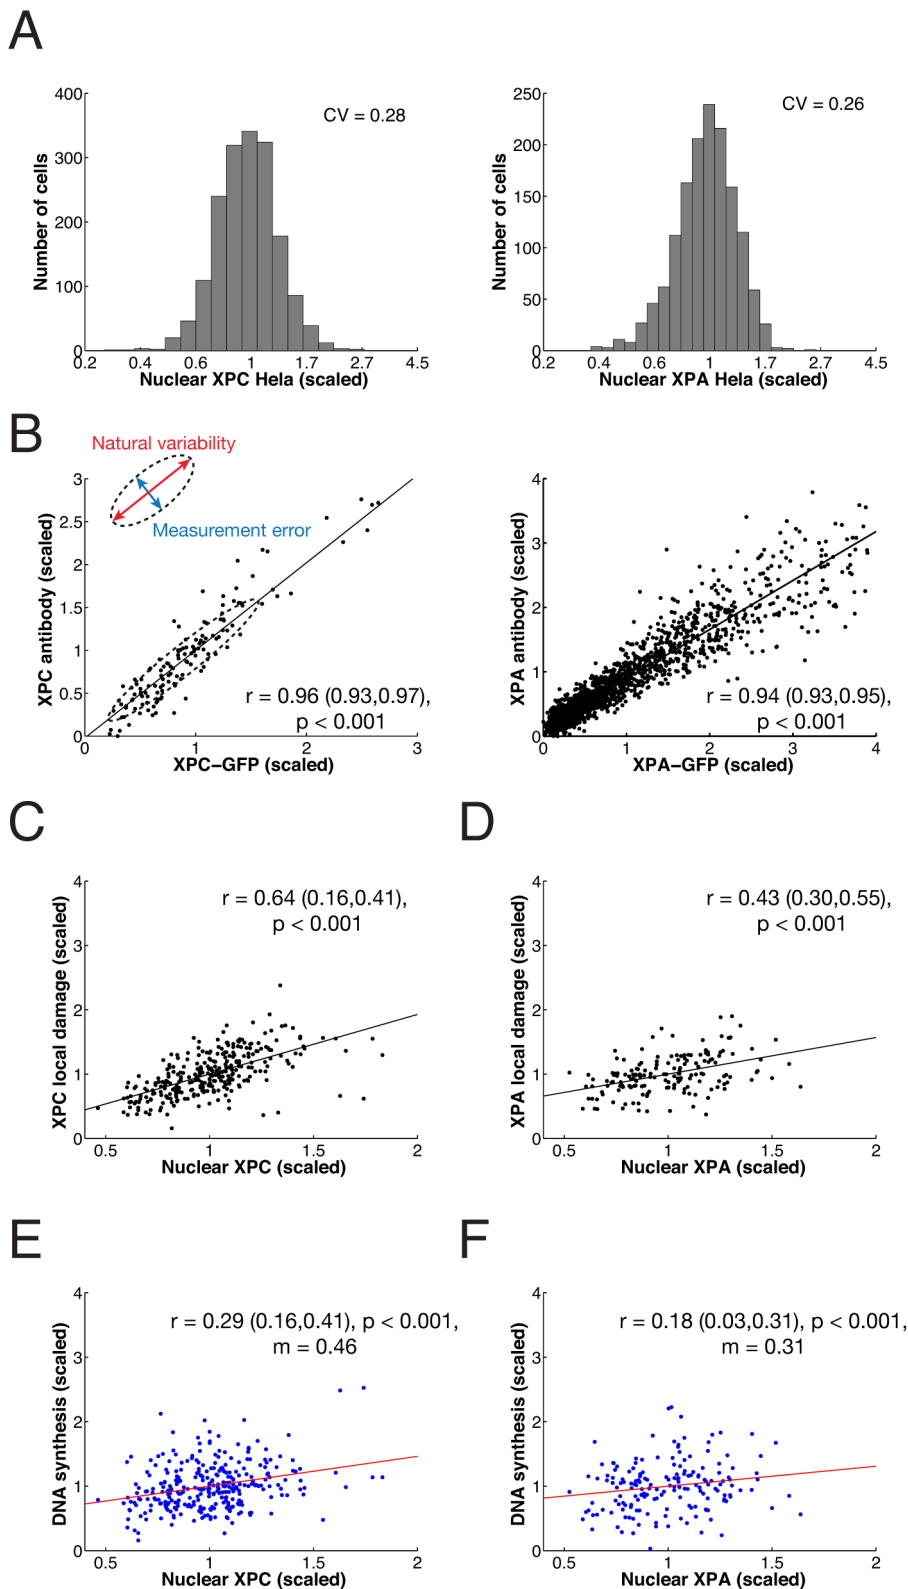 A
400
300
200
100
0
Number of cells
CV = 0.28
0.2 0.4 0.6 1 1.7 2.7 4.5
Nuclear XPC Hela (scaled)
250
200
150
100
50
0
Number of cells
CV = 0.26
0.2 0.4 0.6 1 1.7 2.7 4.5
Nuclear XPA Hela (scaled)
B
Natural variability
Measurement error
3
2.5
2
1.5
1
0.5
0
XPC antibody (scaled)
r = 0.96 (0.93,0.97),
p < 0.001
0 1 2 3
XPC–GFP (scaled)
4
3
2
1
0
XPA antibody (scaled)
r = 0.94 (0.93,0.95),
p < 0.001
0 1 2 3 4
XPA–GFP (scaled)
C
4
3
2
1
0
XPC local damage (scaled)
r = 0.64 (0.16,0.41),
p < 0.001
0.5 1 1.5 2
Nuclear XPC (scaled)
D
4
3
2
1
0
XPA local damage (scaled)
r = 0.43 (0.30,0.55),
p < 0.001
0.5 1 1.5 2
Nuclear XPA (scaled)
E
4
3
2
1
0
DNA synthesis (scaled)
r = 0.29 (0.16,0.41), p < 0.001,
m = 0.46
0.5 1 1.5 2
Nuclear XPC (scaled)
F
4
3
2
1
0
DNA synthesis (scaled)
r = 0.18 (0.03,0.31), p < 0.001,
m = 0.31
0.5 1 1.5 2
Nuclear XPA (scaled)